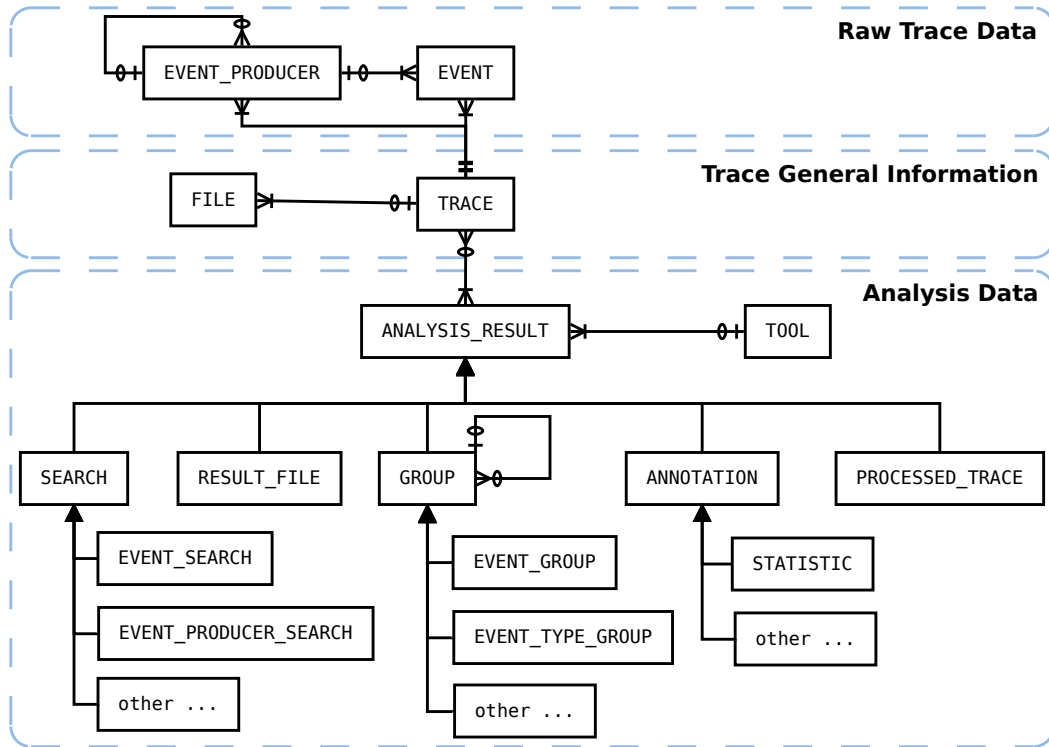 Raw Trace Data
EVENT_PRODUCER
EVENT
Trace General Information
FILE
TRACE
Analysis Data
ANALYSIS_RESULT
TOOL
SEARCH
RESULT_FILE
GROUP
ANNOTATION
PROCESSED_TRACE
EVENT_SEARCH
EVENT_GROUP
STATISTIC
EVENT_PRODUCER_SEARCH
EVENT_TYPE_GROUP
other ...
other ...
other ...